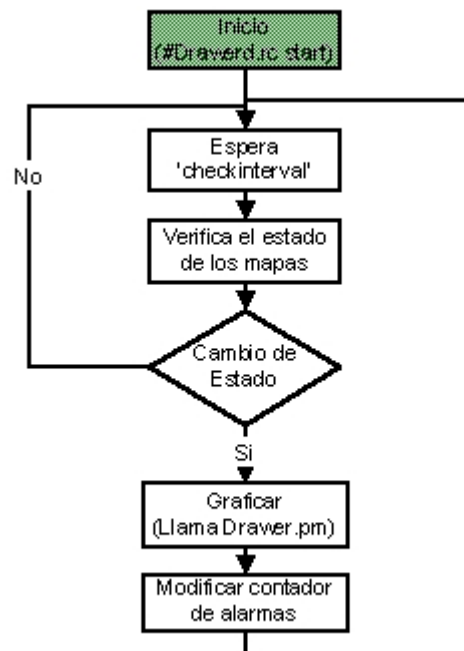 Inicio
(#Drawerd.rc start)
Espera
'checkinterval'
No
Verifica el estado
de los mapas
Cambio de
Estado
Si
Graficar
(Llama Drawer.pm)
Modificar contador
de alarmas